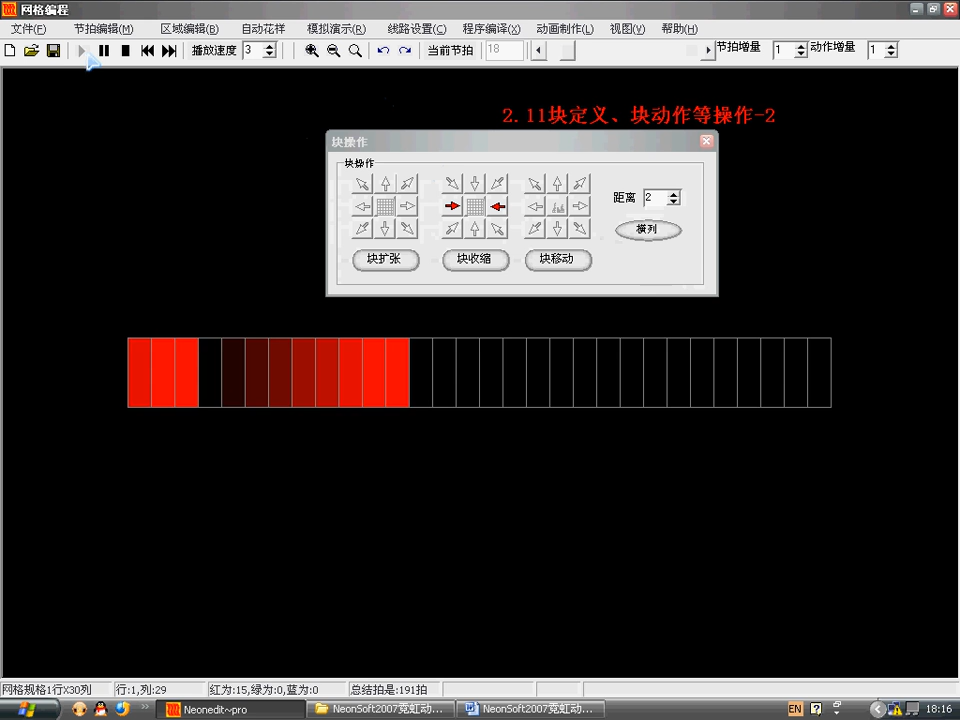 网格编程
文件(F) 节拍编辑(M) 区域编辑(B) 自动花样 模拟演示(R) 线路设置(C) 程序编译(X) 动画制作(L) 视图(V) 帮助(H)
播放速度 3 当前节拍 18 节拍增量 1 动作增量 1
2.11块定义、块动作等操作-2
块操作
块操作
距离 2
横列
块扩张 块收缩 块移动
网格规格1行X30列 行:1,列:29 红为:15,绿为:0,蓝为:0 总结拍是:191拍
Neonedit~pro NeonSoft2007霓虹动... NeonSoft2007霓虹动... EN 18:16